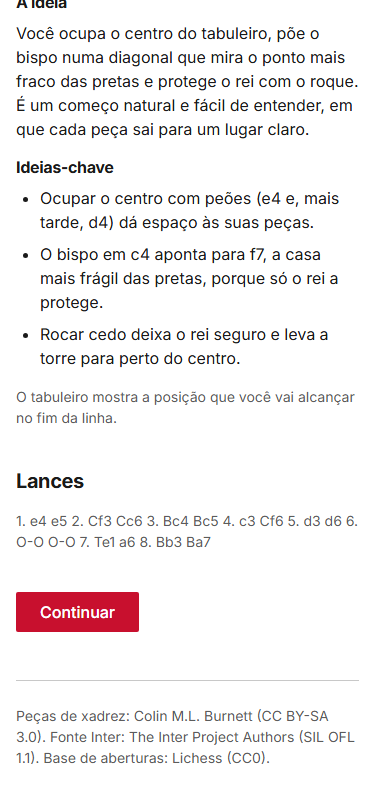 A ideia
Você ocupa o centro do tabuleiro, põe o
bispo numa diagonal que mira o ponto mais
fraco das pretas e protege o rei com o roque.
É um começo natural e fácil de entender, em
que cada peça sai para um lugar claro.
Ideias-chave
• Ocupar o centro com peões (e4 e, mais
tarde, d4) dá espaço às suas peças.
• O bispo em c4 aponta para f7, a casa
mais frágil das pretas, porque só o rei a
protege.
• Rocar cedo deixa o rei seguro e leva a
torre para perto do centro.
O tabuleiro mostra a posição que você vai alcançar
no fim da linha.
Lances
1. e4 e5 2. Cf3 Cc6 3. Bc4 Bc5 4. c3 Cf6 5. d3 d6 6.
O-O O-O 7. Te1 a6 8. Bb3 Ba7
Continuar
Peças de xadrez: Colin M.L. Burnett (CC BY-SA
3.0). Fonte Inter: The Inter Project Authors (SIL OFL
1.1). Base de aberturas: Lichess (CC0).